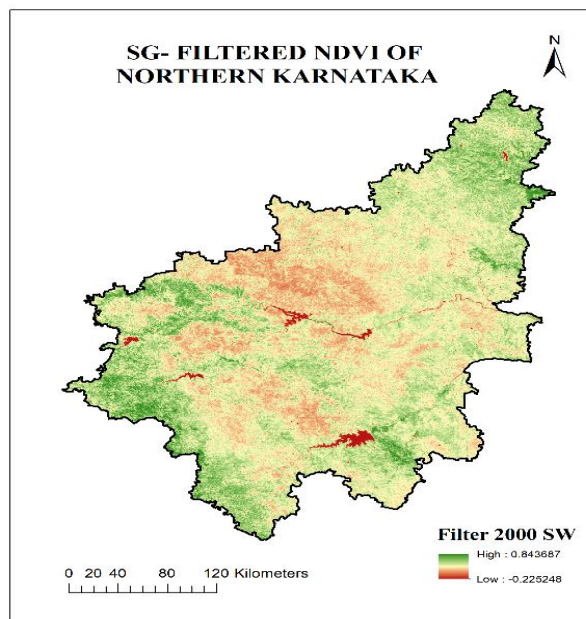 SG- FILTERED NDVI OF
NORTHERN KARNATAKA
N
Filter 2000 SW
High : 0.843687
Low : -0.225248
0 20 40 80 120 Kilometers